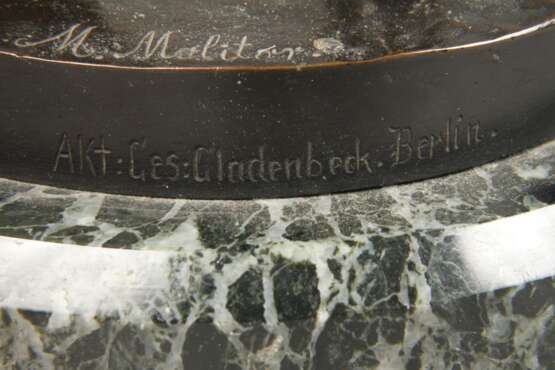 M. Molitor
Akt: Ges: Gladenbeck. Berlin.